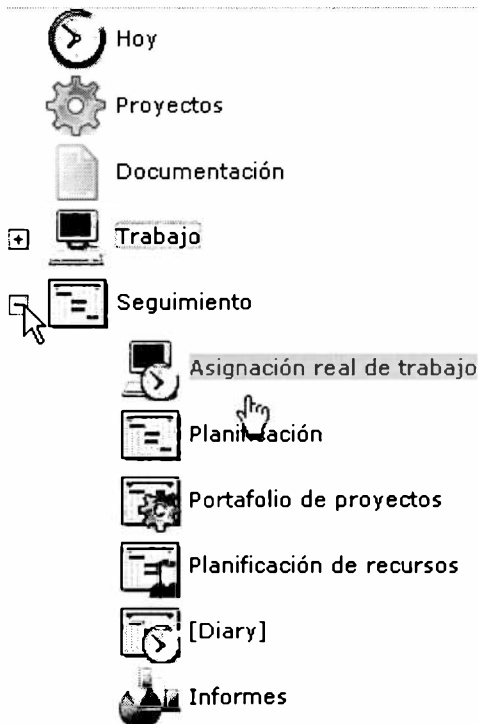 Hoy
Proyectos
Documentación
Trabajo
Seguimiento
Asignación real de trabajo
Planificación
Portafolio de proyectos
Planificación de recursos
[Diary]
Informes